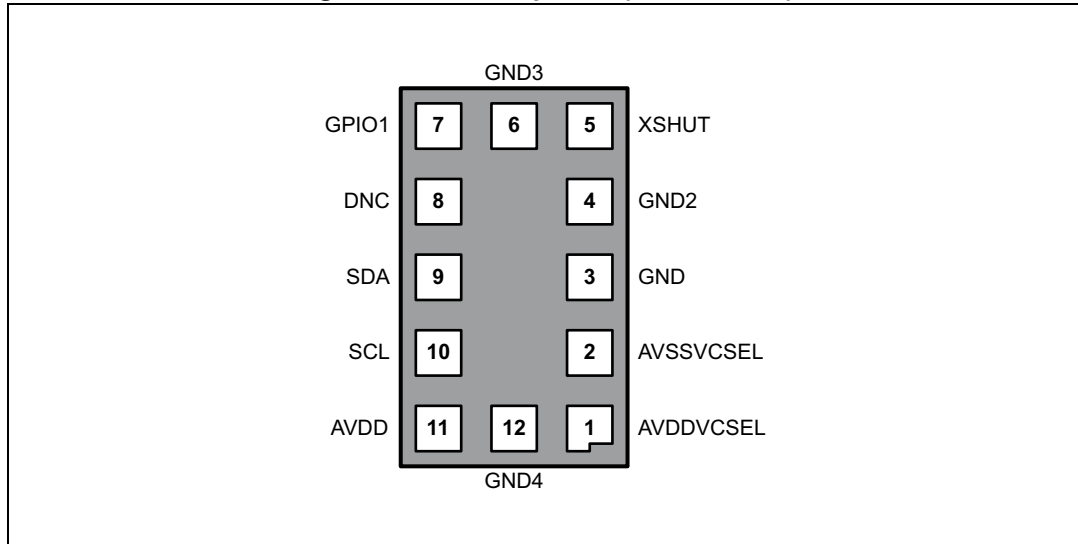 GND3
GPIO1 7 6 5 XSHUT
DNC 8 4 GND2
SDA 9 3 GND
SCL 10 2 AVSSVCSEL
AVDD 11 12 1 AVDDVCSEL
GND4